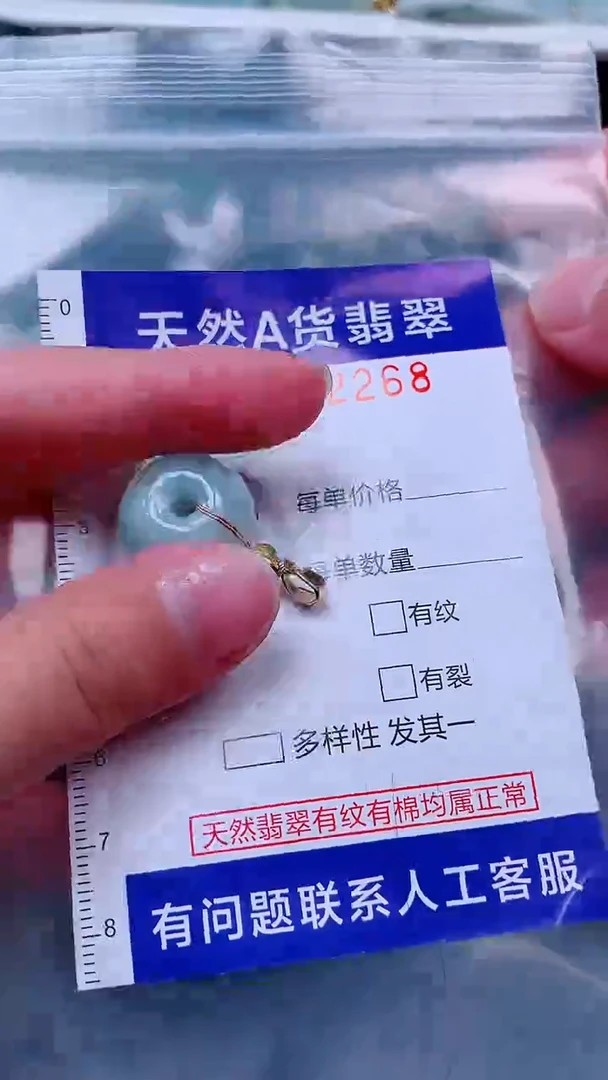 0
天然A货翡翠
2268
每单价格
每单数量
有纹
有裂
多样性 发其一
6
天然翡翠有纹有棉均属正常
7
有问题联系人工客服
8